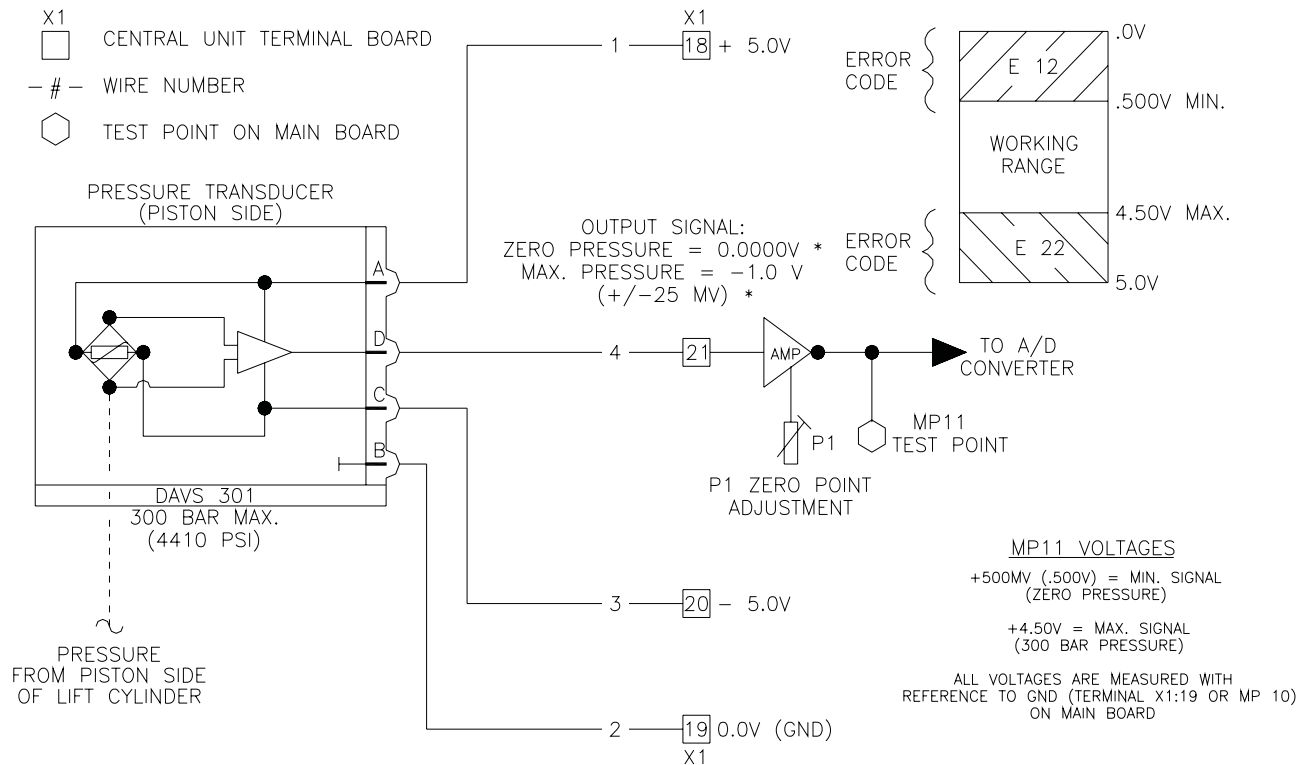 X1
CENTRAL UNIT TERMINAL BOARD
- # - WIRE NUMBER
TEST POINT ON MAIN BOARD
PRESSURE TRANSDUCER
(PISTON SIDE)
A
D
C
B
DAVS 301
300 BAR MAX.
(4410 PSI)
PRESSURE
FROM PISTON SIDE
OF LIFT CYLINDER
1
X1
18 + 5.0V
OUTPUT SIGNAL:
ZERO PRESSURE = 0.0000V *
MAX. PRESSURE = -1.0 V
(+/-25 MV) *
4
21
AMP
P1
P1 ZERO POINT
ADJUSTMENT
MP11
TEST POINT
TO A/D
CONVERTER
3
20 - 5.0V
2
19 0.0V (GND)
X1
ERROR
CODE
E 12
.0V
.500V MIN.
WORKING
RANGE
4.50V MAX.
ERROR
CODE
E 22
5.0V
MP11 VOLTAGES
+500MV (.500V) = MIN. SIGNAL
(ZERO PRESSURE)
+4.50V = MAX. SIGNAL
(300 BAR PRESSURE)
ALL VOLTAGES ARE MEASURED WITH
REFERENCE TO GND (TERMINAL X1:19 OR MP 10)
ON MAIN BOARD